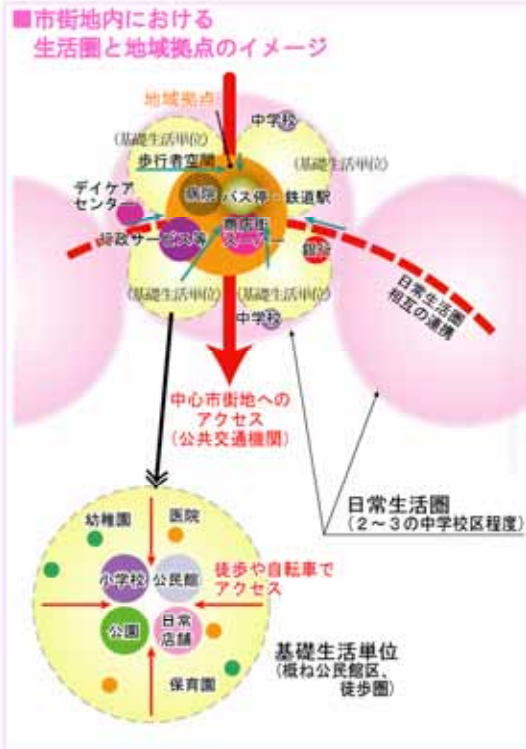 ■市街地内における
生活圏と地域拠点のイメージ
地域拠点
中学校
(基礎生活単位)
(基礎生活単位)
歩行者空間
デイケア
センター
病院
バス停・鉄道駅
商店街
スーパー
行政サービス等
銀行
(基礎生活単位)
(基礎生活単位)
中学校
日常生活圏
相互の連携
中心市街地への
アクセス
(公共交通機関)
日常生活圏
(2~3の中学校区程度)
幼稚園
医院
小学校
公民館
徒歩や自転車で
アクセス
公園
日常
店舗
保育園
基礎生活単位
(概ね公民館区、
徒歩圏)